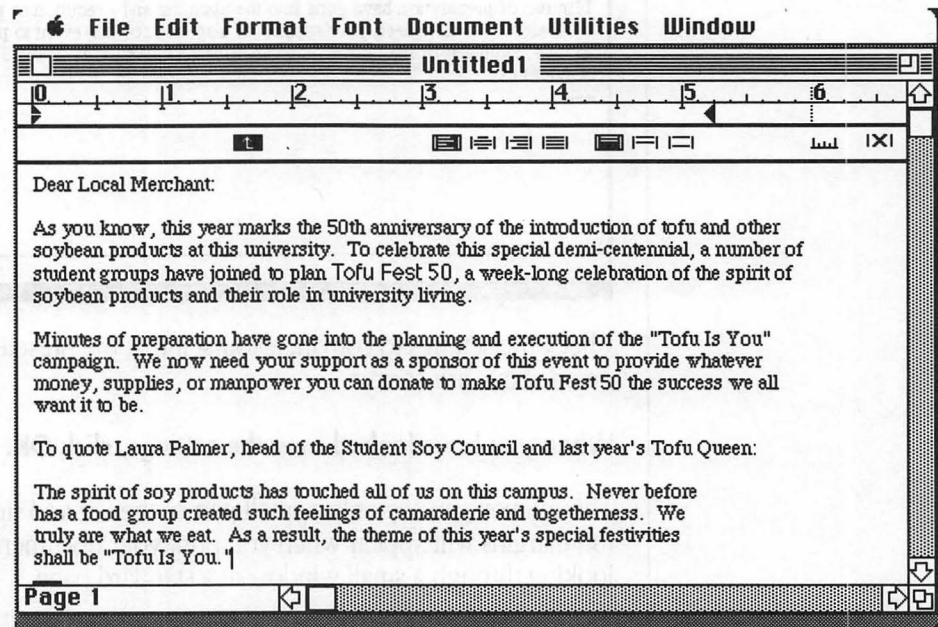 File Edit Format Font Document Utilities Window
Untitled1
0 1 2 3 4 5 6
Dear Local Merchant:
As you know, this year marks the 50th anniversary of the introduction of tofu and other
soybean products at this university. To celebrate this special demi-centennial, a number of
student groups have joined to plan Tofu Fest 50, a week-long celebration of the spirit of
soybean products and their role in university living.
Minutes of preparation have gone into the planning and execution of the "Tofu Is You"
campaign. We now need your support as a sponsor of this event to provide whatever
money, supplies, or manpower you can donate to make Tofu Fest 50 the success we all
want it to be.
To quote Laura Palmer, head of the Student Soy Council and last year's Tofu Queen:
The spirit of soy products has touched all of us on this campus. Never before
has a food group created such feelings of camaraderie and togetherness. We
truly are what we eat. As a result, the theme of this year's special festivities
shall be "Tofu Is You."
Page 1